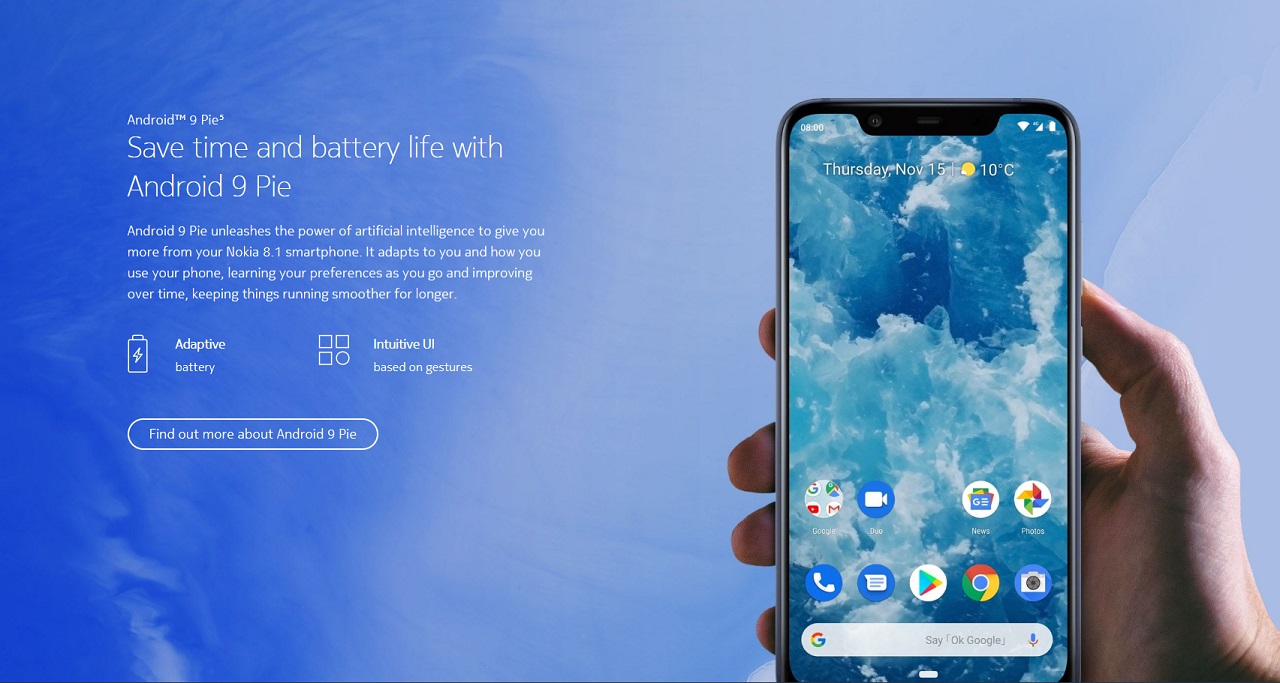 Android™ 9 Pie⁵
Save time and battery life with
Android 9 Pie
Android 9 Pie unleashes the power of artificial intelligence to give you
more from your Nokia 8.1 smartphone. It adapts to you and how you
use your phone, learning your preferences as you go and improving
over time, keeping things running smoother for longer.
Adaptive
battery
Intuitive UI
based on gestures
Find out more about Android 9 Pie
08:00
Thursday, Nov 15 | 10°C
Google
Duo
News
Photos
Say「Ok Google」